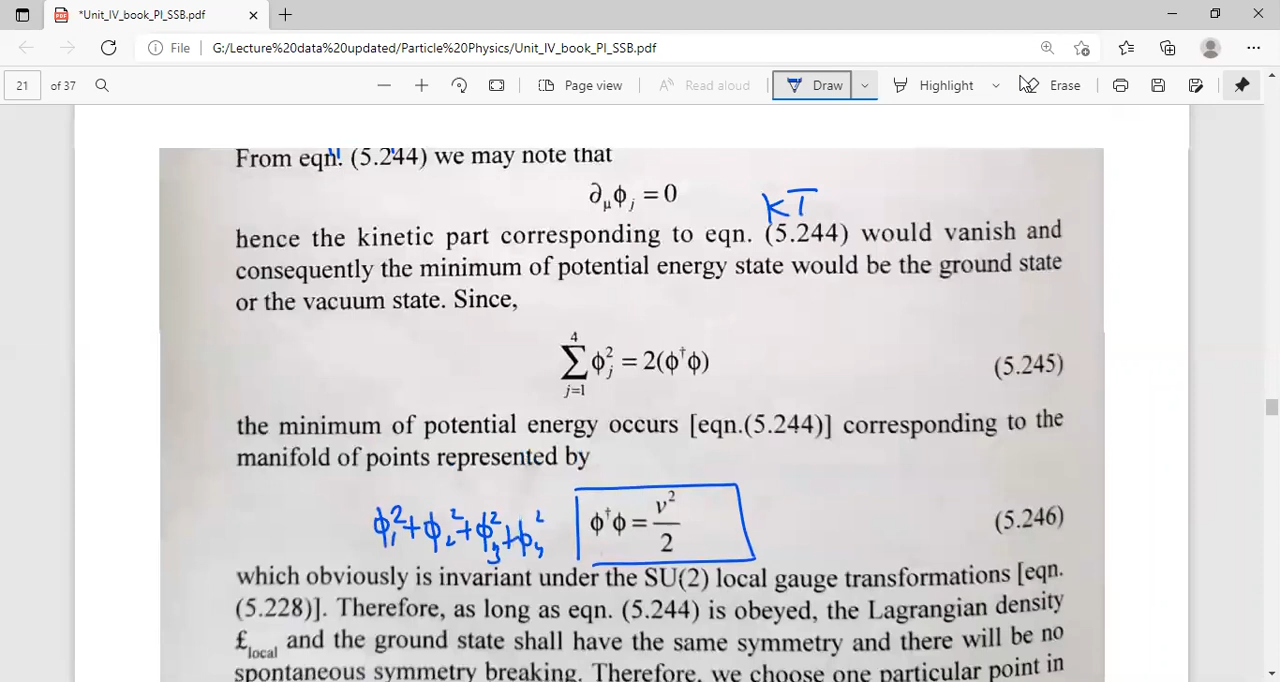 *Unit_IV_book_PI_SSB.pdf
File G:/Lecture%20data%20updated/Particle%20Physics/Unit_IV_book_PI_SSB.pdf
21 of 37 Page view Read aloud Draw Highlight Erase
From eqn. (5.244) we may note that
∂μϕj = 0
KT
hence the kinetic part corresponding to eqn. (5.244) would vanish and
consequently the minimum of potential energy state would be the ground state
or the vacuum state. Since,
4
∑ ϕj² = 2(ϕ†ϕ) (5.245)
j=1
the minimum of potential energy occurs [eqn.(5.244)] corresponding to the
manifold of points represented by
ϕ₁²+ϕ₂²+ϕ₃²+ϕ₄² ϕ†ϕ = v²/2 (5.246)
which obviously is invariant under the SU(2) local gauge transformations [eqn.
(5.228)]. Therefore, as long as eqn. (5.244) is obeyed, the Lagrangian density
£local and the ground state shall have the same symmetry and there will be no
spontaneous symmetry breaking. Therefore, we choose one particular point in